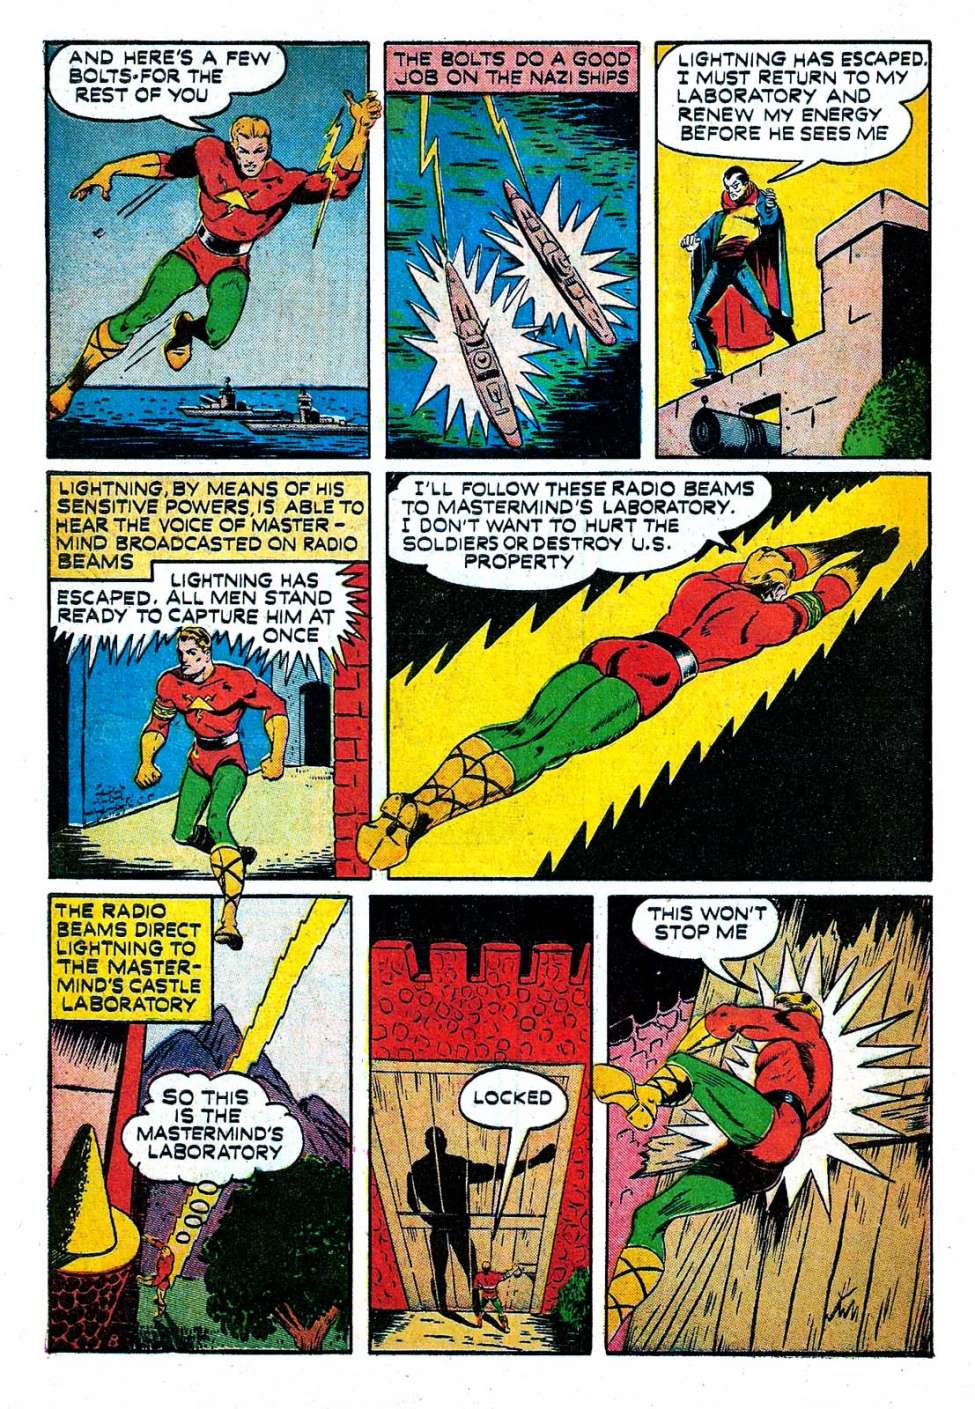 AND HERE'S A FEW
BOLTS-FOR THE
REST OF YOU
THE BOLTS DO A GOOD
JOB ON THE NAZI SHIPS
LIGHTNING HAS ESCAPED.
I MUST RETURN TO MY
LABORATORY AND
RENEW MY ENERGY
BEFORE HE SEES ME
LIGHTNING, BY MEANS OF HIS
SENSITIVE POWERS, IS ABLE TO
HEAR THE VOICE OF MASTER-
MIND BROADCASTED ON RADIO
BEAMS
LIGHTNING HAS
ESCAPED. ALL MEN STAND
READY TO CAPTURE HIM AT
ONCE
I'LL FOLLOW THESE RADIO BEAMS
TO MASTERMIND'S LABORATORY.
I DON'T WANT TO HURT THE
SOLDIERS OR DESTROY U.S.
PROPERTY
THE RADIO
BEAMS DIRECT
LIGHTNING TO
THE MASTER-
MIND'S CASTLE
LABORATORY
SO THIS
IS THE
MASTERMIND'S
LABORATORY
8
LOCKED
THIS WON'T
STOP ME